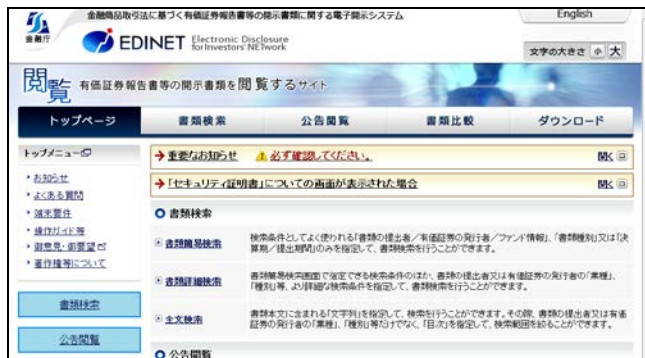 金融商品取引法に基づく有価証券報告書等の開示書類に関する電子開示システム
English
金融庁
EDINET Electronic Disclosure for Investors' NETwork
文字の大きさ 小 大
閲覧 有価証券報告書等の開示書類を閲覧するサイト
トップページ 書類検索 公告閲覧 書類比較 ダウンロード
トップメニュー
重要なお知らせ 必ず確認してください。 開く
お知らせ
よくある質問
端末要件
操作ガイド等
御意見・御要望
著作権等について
「セキュリティ証明書」についての画面が表示された場合 開く
書類検索
書類簡易検索
検索条件としてよく使われる「書類の提出者/有価証券の発行者/ファンド情報」、「書類種別」又は「決
算期/提出期間」のみを指定して、書類検索を行うことができます。
書類詳細検索
書類簡易検索画面で指定できる検索条件のほか、書類の提出者又は有価証券の発行者の「業種」、
「種別」等、より詳細な検索条件を指定して、書類検索を行うことができます。
全文検索
書類本文に含まれる「文字列」を指定して、検索を行うことができます。その際、書類の提出者又は有価
証券の発行者の「業種」、「種別」等だけでなく、「目次」を指定して、検索範囲を絞ることができます。
書類検索
公告閲覧
公告閲覧